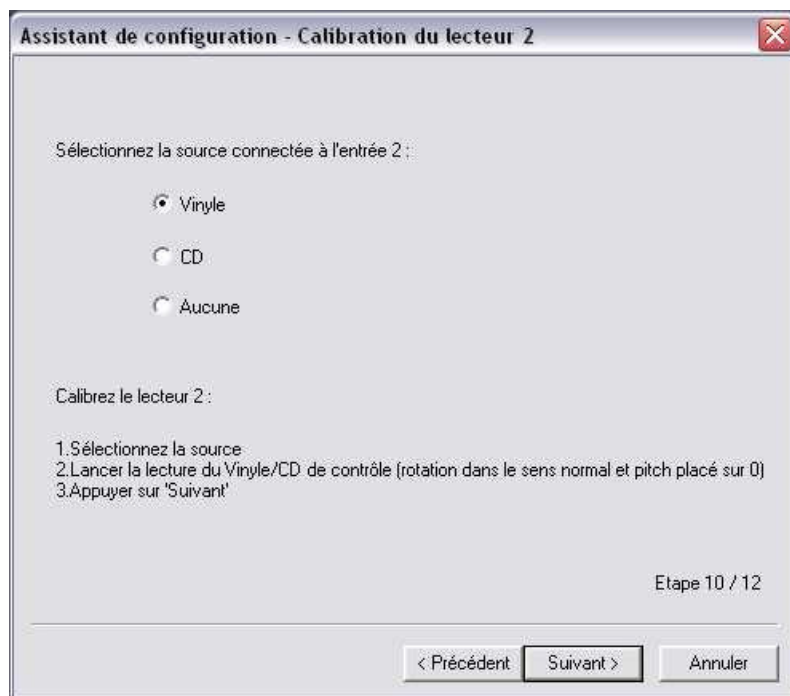 Assistant de configuration - Calibration du lecteur 2
Sélectionnez la source connectée à l'entrée 2 :
Vinyle
CD
Aucune
Calibrez le lecteur 2 :
1.Sélectionnez la source
2.Lancer la lecture du Vinyle/CD de contrôle (rotation dans le sens normal et pitch placé sur 0)
3.Appuyer sur 'Suivant'
Etape 10 / 12
< Précédent Suivant > Annuler